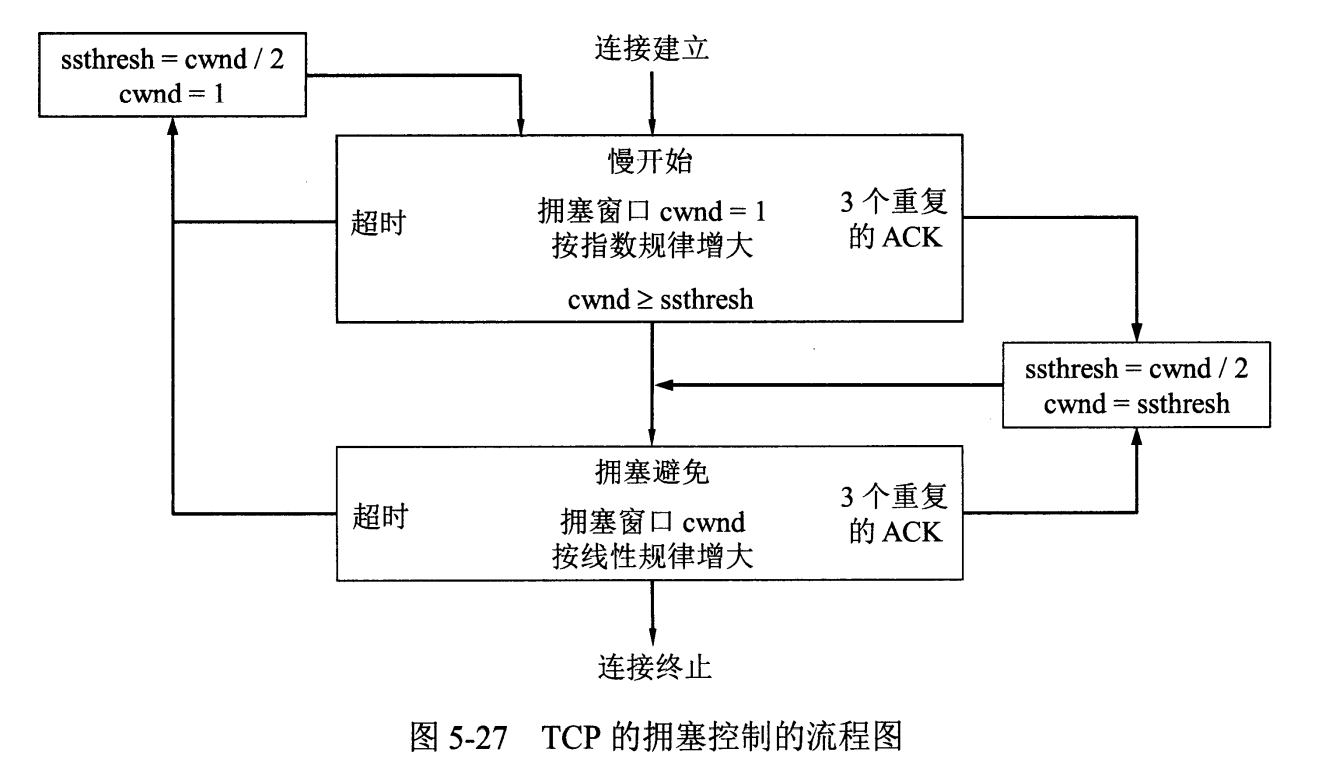 ssthresh = cwnd / 2
cwnd = 1
连接建立
慢开始
超时
拥塞窗口 cwnd = 1
按指数规律增大
3 个重复
的 ACK
cwnd ≥ ssthresh
ssthresh = cwnd / 2
cwnd = ssthresh
拥塞避免
超时
拥塞窗口 cwnd
按线性规律增大
3 个重复
的 ACK
连接终止
图 5-27 TCP 的拥塞控制的流程图